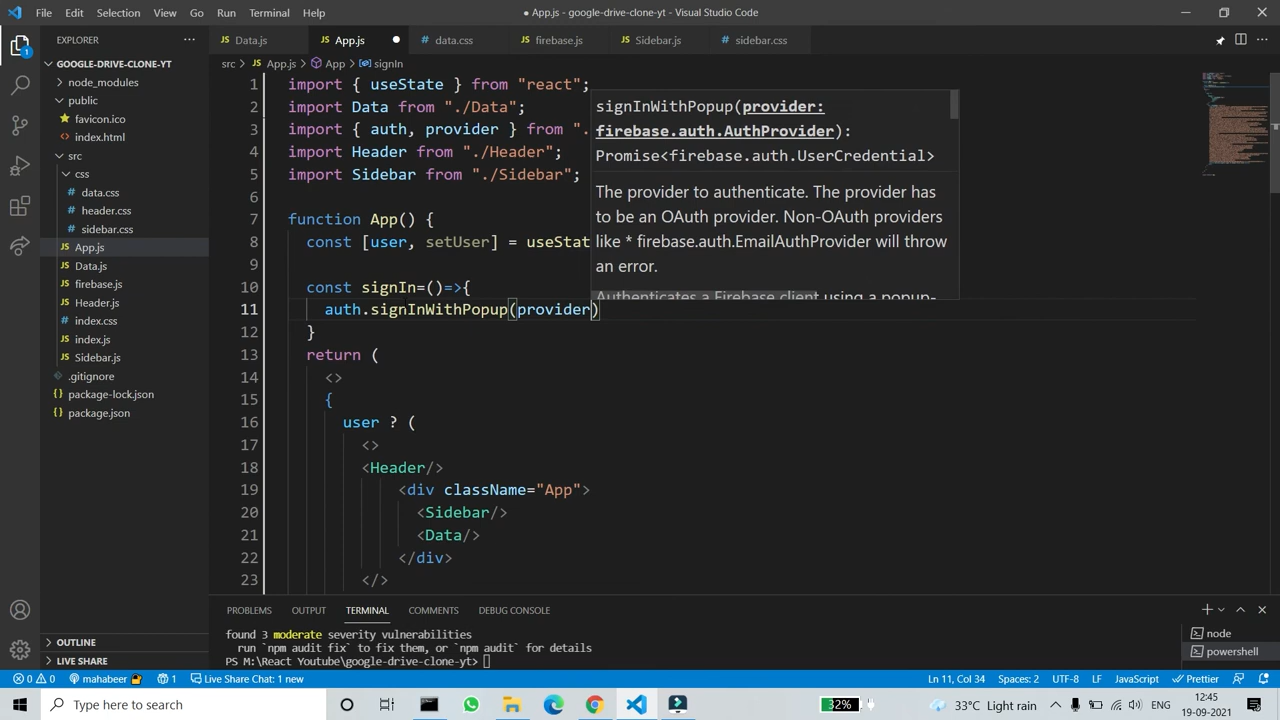 File Edit Selection View Go Run Terminal Help
● App.js - google-drive-clone-yt - Visual Studio Code
EXPLORER
GOOGLE-DRIVE-CLONE-YT
node_modules
public
favicon.ico
index.html
src
css
data.css
header.css
sidebar.css
App.js
Data.js
firebase.js
Header.js
index.css
index.js
Sidebar.js
.gitignore
package-lock.json
package.json
OUTLINE
LIVE SHARE
Data.js App.js ● data.css firebase.js Sidebar.js sidebar.css
src > App.js > App > signIn
1 import { useState } from "react";
2 import Data from "./Data";
3 import { auth, provider } from ".
4 import Header from "./Header";
5 import Sidebar from "./Sidebar";
6
7 function App() {
8 const [user, setUser] = useStat
9
10 const signIn=()=>{
11 auth.signInWithPopup(provider)
12 }
13 return (
14 <>
15 {
16 user ? (
17 <>
18 <Header/>
19 <div className="App">
20 <Sidebar/>
21 <Data/>
22 </div>
23 </>
signInWithPopup(provider:
firebase.auth.AuthProvider):
Promise<firebase.auth.UserCredential>
The provider to authenticate. The provider has
to be an OAuth provider. Non-OAuth providers
like * firebase.auth.EmailAuthProvider will throw
an error.
Authenticates a Firebase client using a popup-
PROBLEMS OUTPUT TERMINAL COMMENTS DEBUG CONSOLE
found 3 moderate severity vulnerabilities
run `npm audit fix` to fix them, or `npm audit` for details
PS M:\React Youtube\google-drive-clone-yt>
node
powershell
0 0 mahabeer 1 Live Share Chat: 1 new
Ln 11, Col 34 Spaces: 2 UTF-8 LF JavaScript Prettier
Type here to search
32%
33°C Light rain
ENG
12:45
19-09-2021